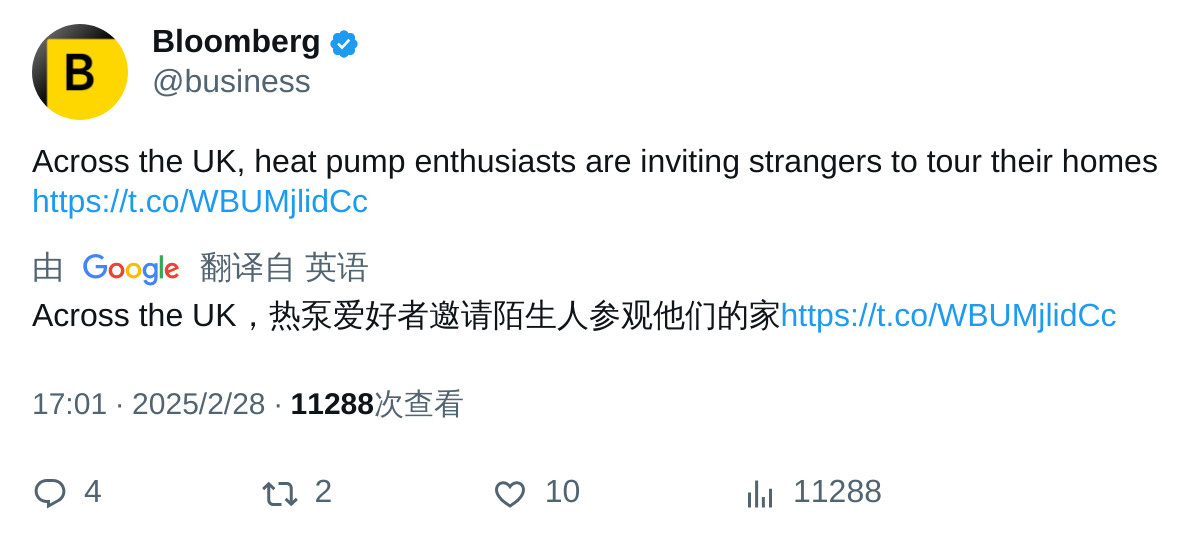 B
Bloomberg
@business
Across the UK, heat pump enthusiasts are inviting strangers to tour their homes
https://t.co/WBUMjlidCc
由 Google 翻译自 英语
Across the UK，热泵爱好者邀请陌生人参观他们的家https://t.co/WBUMjlidCc
17:01 · 2025/2/28 · 11288次查看
4 2 10 11288